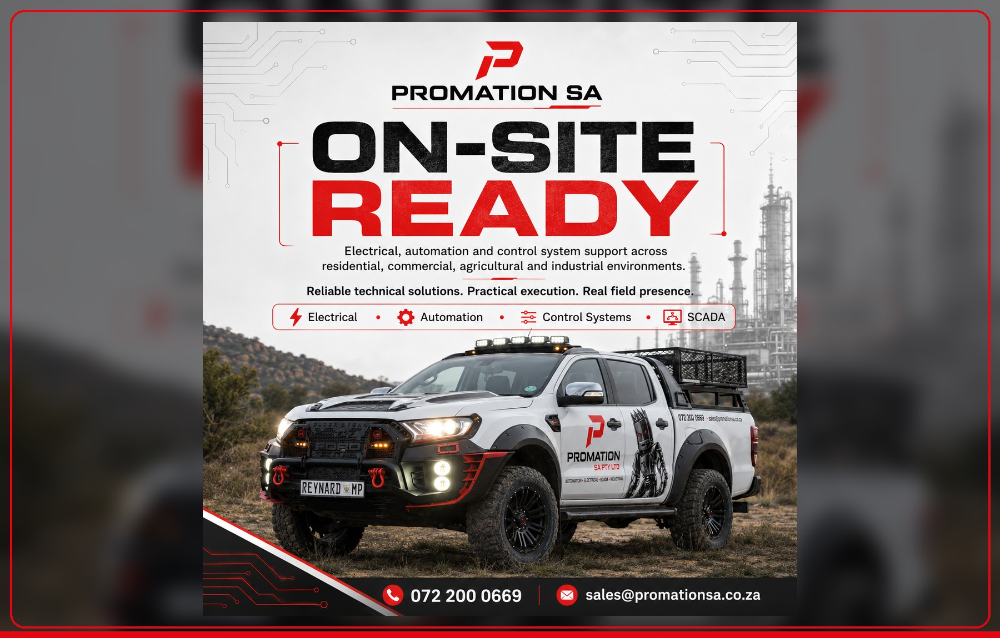 PROMATION SA
ON-SITE
READY
Electrical, automation and control system support across
residential, commercial, agricultural and industrial environments.
Reliable technical solutions. Practical execution. Real field presence.
Electrical • Automation • Control Systems • SCADA
072 200 0669 • sales@promationsa.co.za
FORD
PROMATION
SA PTY LTD
AUTOMATION • ELECTRICAL • SCADA • INDUSTRIAL
REYNARD MP
072 200 0669
sales@promationsa.co.za